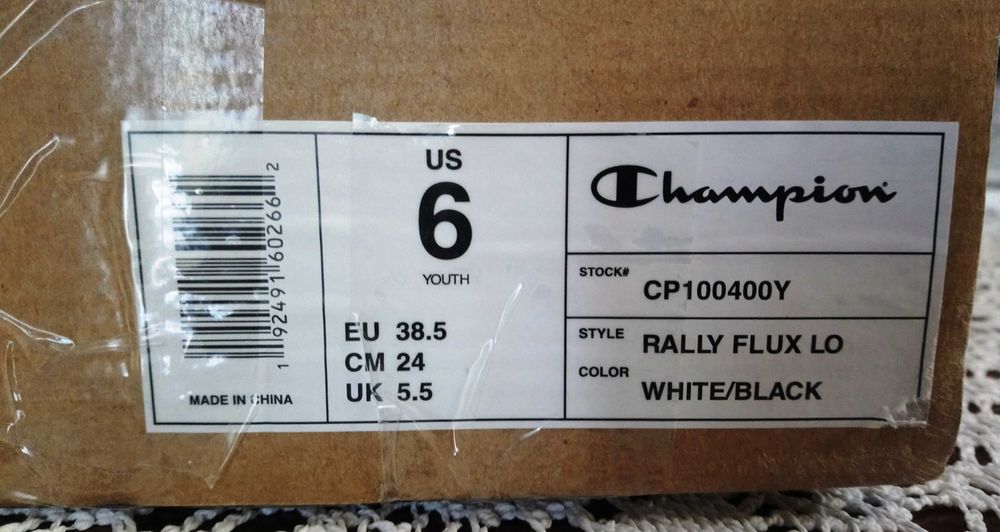 1 92491 60266 2
MADE IN CHINA
US
6
YOUTH
EU 38.5
CM 24
UK 5.5
Champion
STOCK# CP100400Y
STYLE RALLY FLUX LO
COLOR WHITE/BLACK